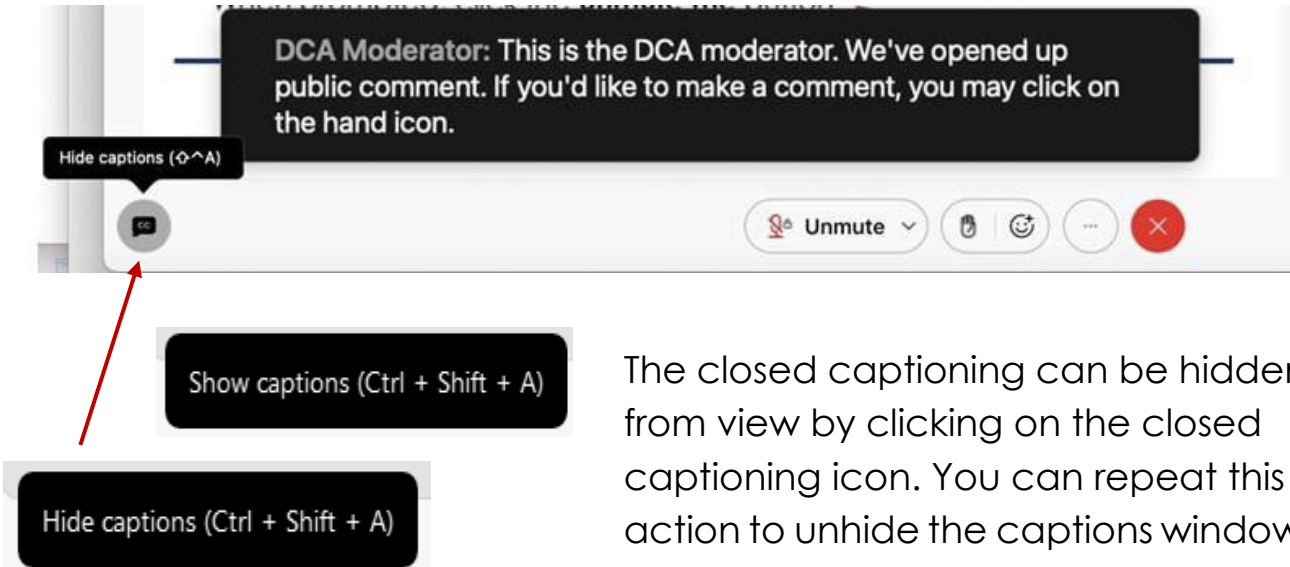 DCA Moderator: This is the DCA moderator. We've opened up
public comment. If you'd like to make a comment, you may click on
the hand icon.
Hide captions (⇧^A)
CC
Unmute
Show captions (Ctrl + Shift + A)
Hide captions (Ctrl + Shift + A)
The closed captioning can be hidden
from view by clicking on the closed
captioning icon. You can repeat this
action to unhide the captions window